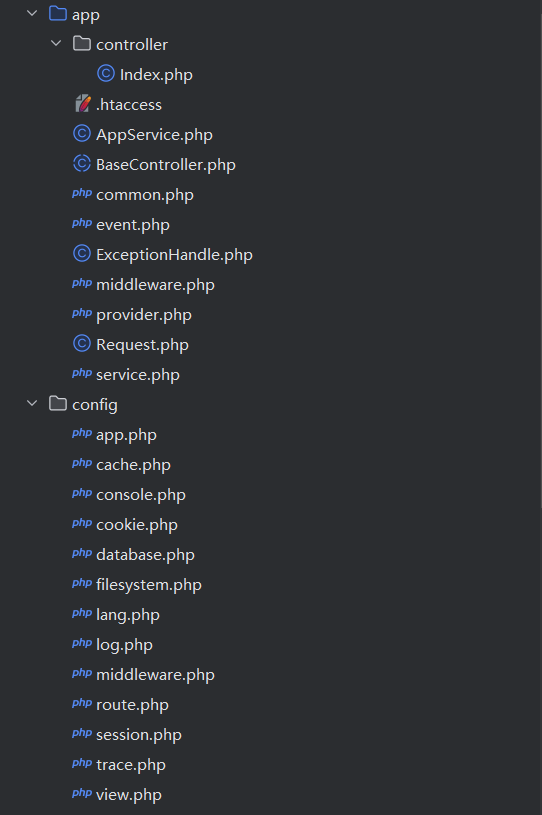 app
controller
Index.php
.htaccess
AppService.php
BaseController.php
php common.php
php event.php
ExceptionHandle.php
php middleware.php
php provider.php
Request.php
php service.php
config
php app.php
php cache.php
php console.php
php cookie.php
php database.php
php filesystem.php
php lang.php
php log.php
php middleware.php
php route.php
php session.php
php trace.php
php view.php